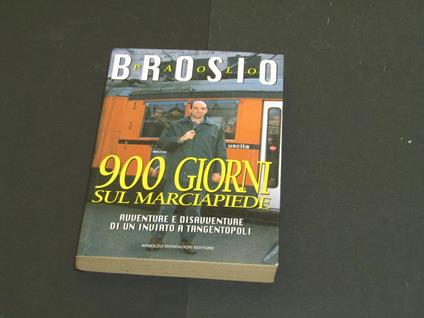 BROSIO
PAOLO
uscita
900 GIORNI
SUL MARCIAPIEDE
AVVENTURE E DISAVVENTURE
DI UN INVIATO A TANGENTOPOLI
ARNOLDO MONDADORI EDITORE